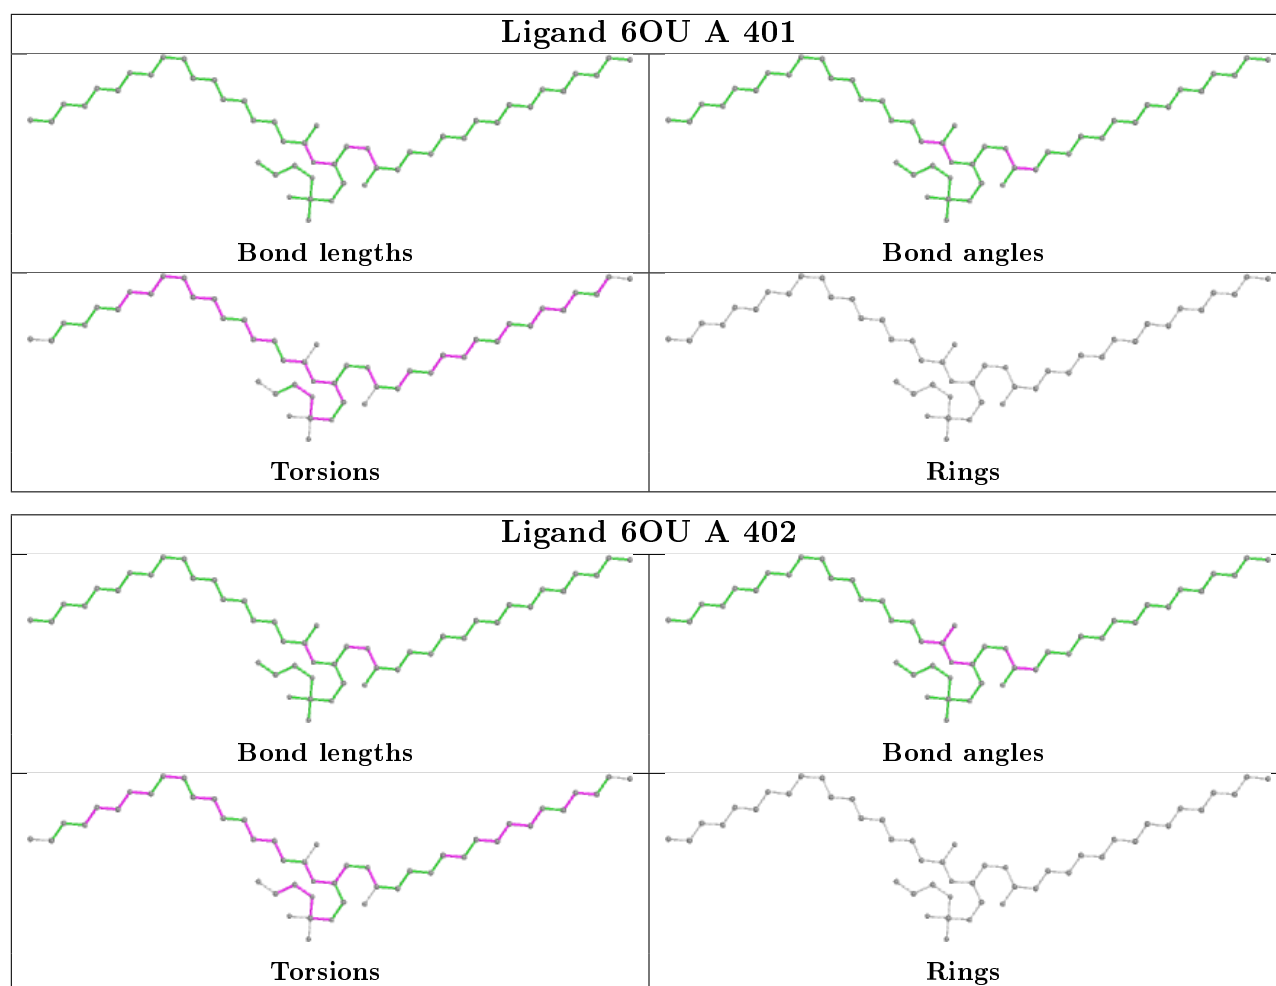 Ligand 6OU A 401
Bond lengths
Bond angles
Torsions
Rings
Ligand 6OU A 402
Bond lengths
Bond angles
Torsions
Rings